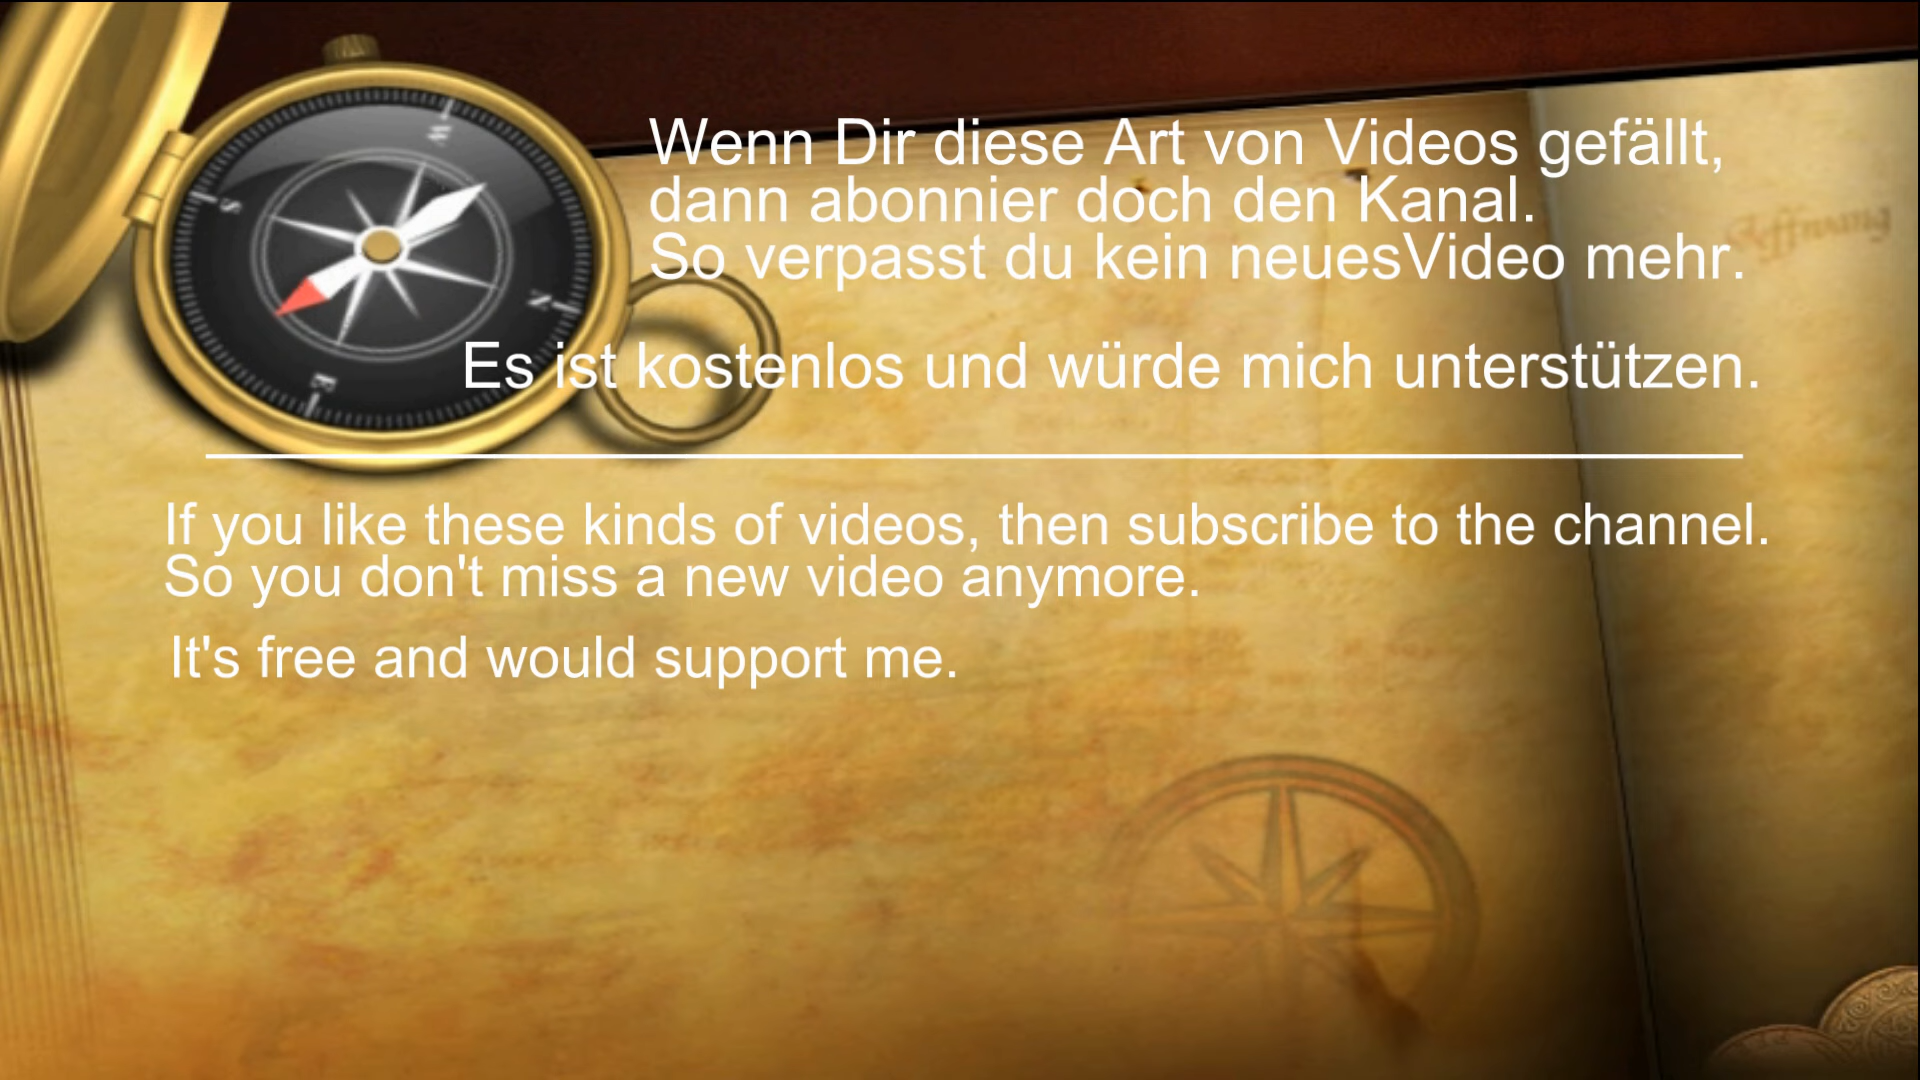 Wenn Dir diese Art von Videos gefällt,
dann abonnier doch den Kanal.
So verpasst du kein neuesVideo mehr.
Es ist kostenlos und würde mich unterstützen.
If you like these kinds of videos, then subscribe to the channel.
So you don't miss a new video anymore.
It's free and would support me.
W
S
N
E